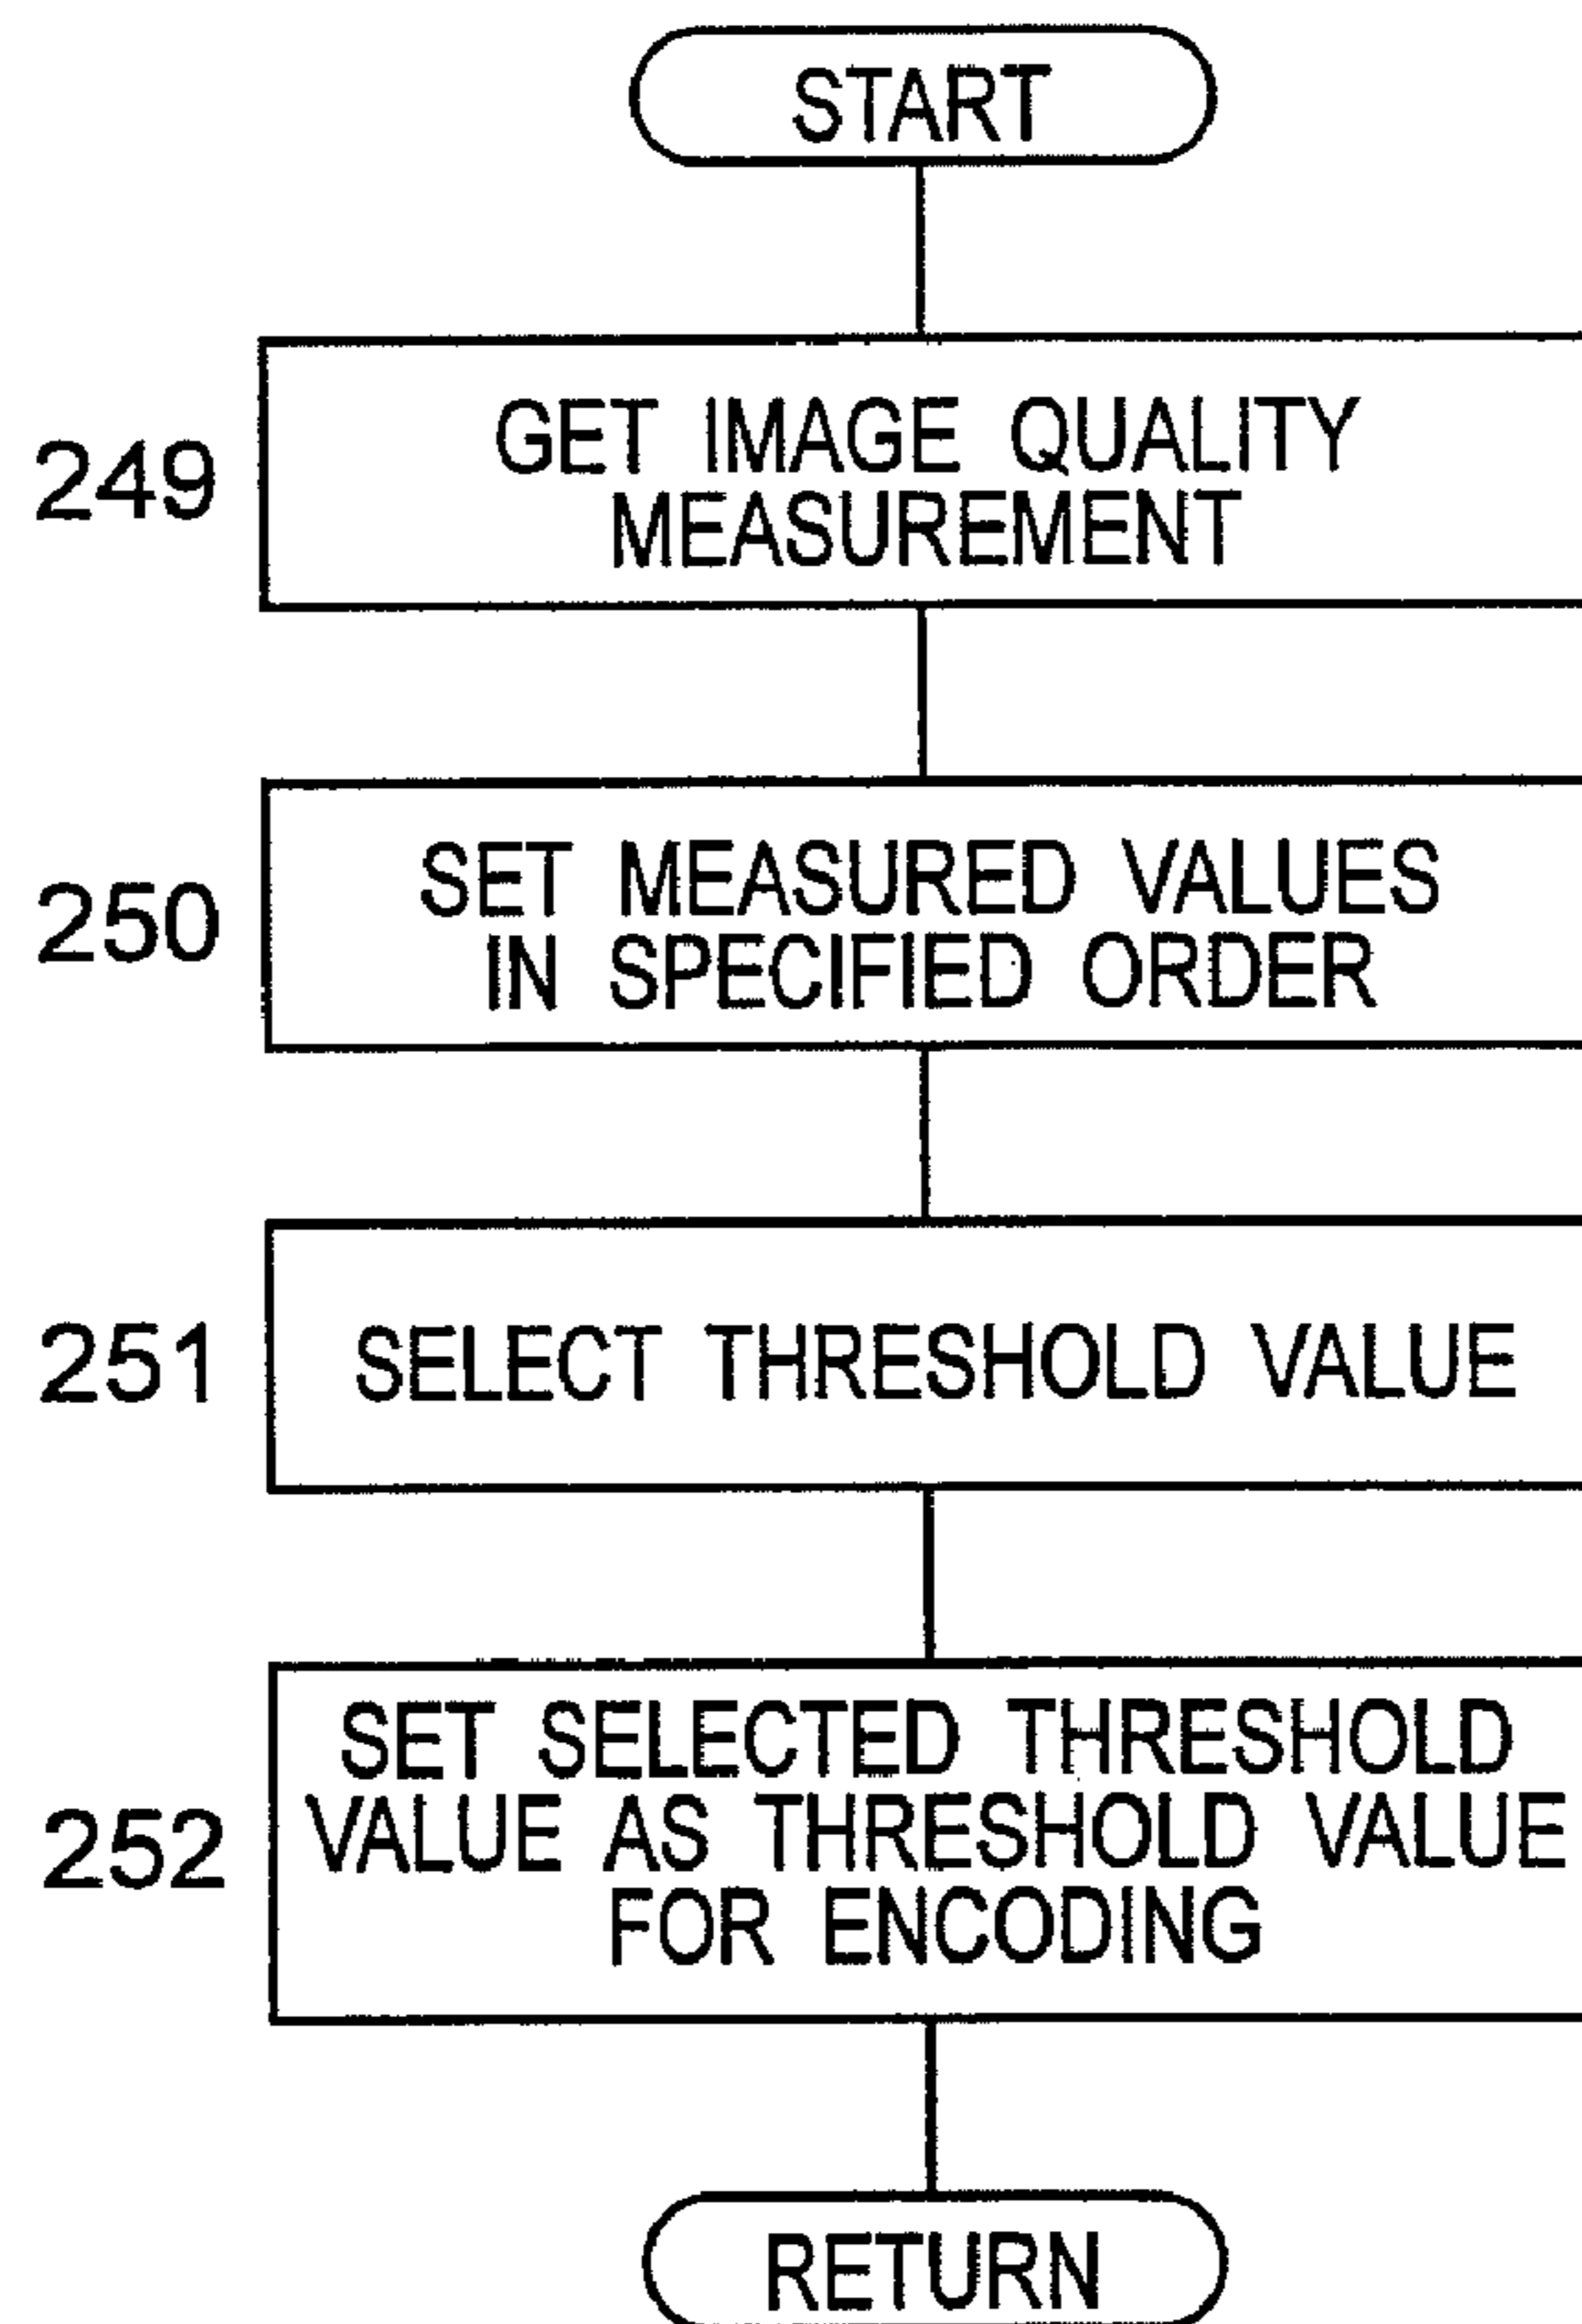 START
249
GET IMAGE QUALITY
MEASUREMENT
250
SET MEASURED VALUES
IN SPECIFIED ORDER
251
SELECT THRESHOLD VALUE
252
SET SELECTED THRESHOLD
VALUE AS THRESHOLD VALUE
FOR ENCODING
RETURN